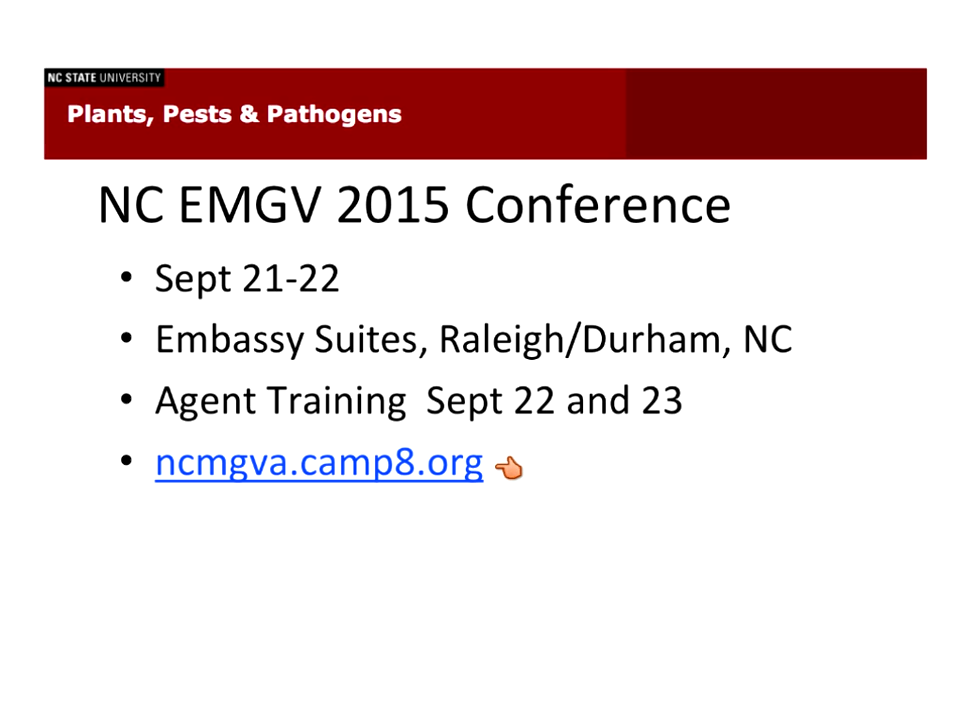 NC STATE UNIVERSITY
Plants, Pests & Pathogens
NC EMGV 2015 Conference
• Sept 21-22
• Embassy Suites, Raleigh/Durham, NC
• Agent Training  Sept 22 and 23
• ncmgva.camp8.org